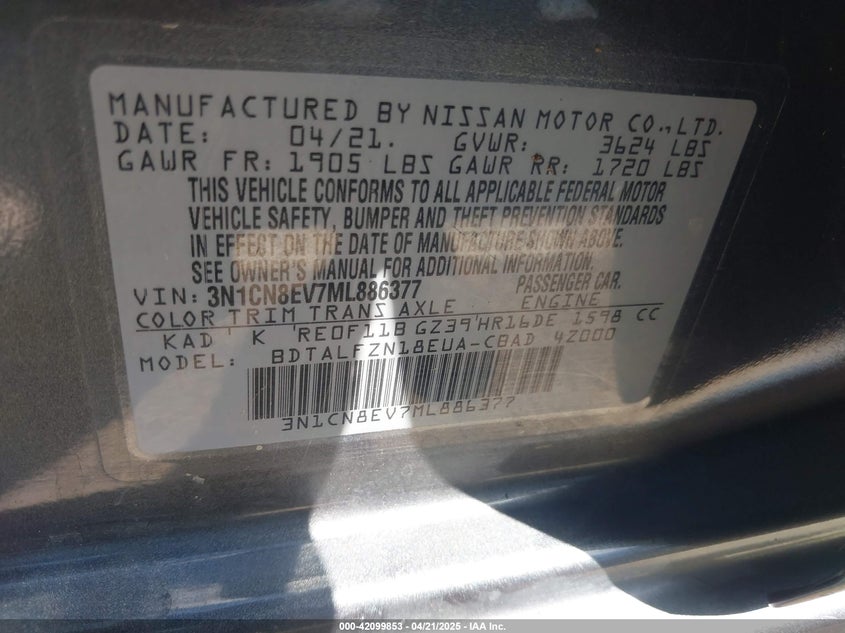 MANUFACTURED BY NISSAN MOTOR CO.,LTD.
DATE: 04/21. GVWR: 3624 LBS
GAWR FR: 1905 LBS GAWR RR: 1720 LBS
THIS VEHICLE CONFORMS TO ALL APPLICABLE FEDERAL MOTOR
VEHICLE SAFETY, BUMPER AND THEFT PREVENTION STANDARDS
IN EFFECT ON THE DATE OF MANUFACTURE SHOWN ABOVE.
SEE OWNER'S MANUAL FOR ADDITIONAL INFORMATION.
VIN: 3N1CN8EV7ML886377 PASSENGER CAR.
COLOR TRIM TRANS AXLE ENGINE
KAD ' K 'RE0F11B GZ39'HR16DE 1598 CC
MODEL: BDTALFZN18EUA-CBAD 4Z000
3N1CN8EV7ML886377
000-42099853 - 04/21/2025 - IAA Inc.